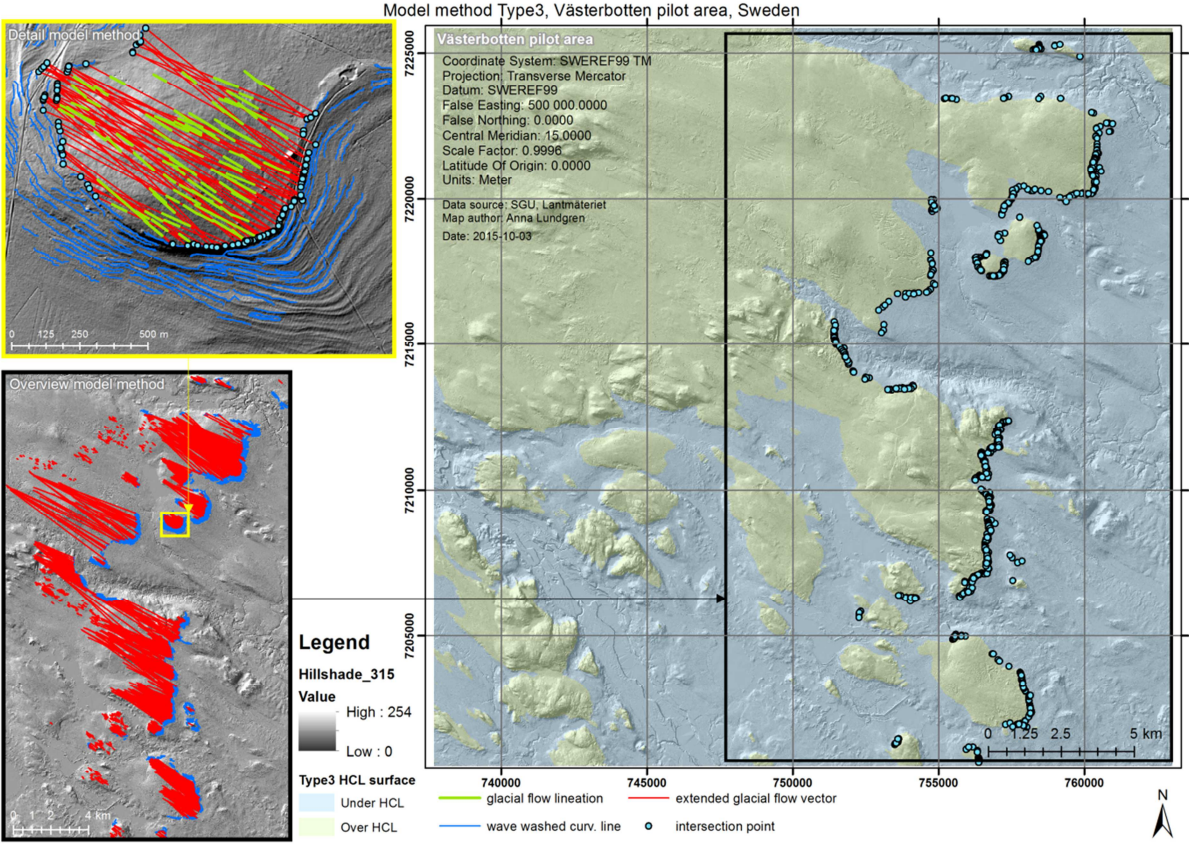 Model method Type3, Västerbotten pilot area, Sweden
Detail model method
0 125 250 500 m
Overview model method
0 1 2 4 km
Västerbotten pilot area
Coordinate System: SWEREF99 TM
Projection: Transverse Mercator
Datum: SWEREF99
False Easting: 500 000.0000
False Northing: 0.0000
Central Meridian: 15.0000
Scale Factor: 0.9996
Latitude Of Origin: 0.0000
Units: Meter
Data source: SGU, Lantmäteriet
Map author: Anna Lundgren
Date: 2015-10-03
7225000
7220000
7215000
7210000
7205000
0 1.25 2.5 5 km
740000 745000 750000 755000 760000
Legend
Hillshade_315
Value
High : 254
Low : 0
Type3 HCL surface
Under HCL
Over HCL
glacial flow lineation
extended glacial flow vector
wave washed curv. line
intersection point
N